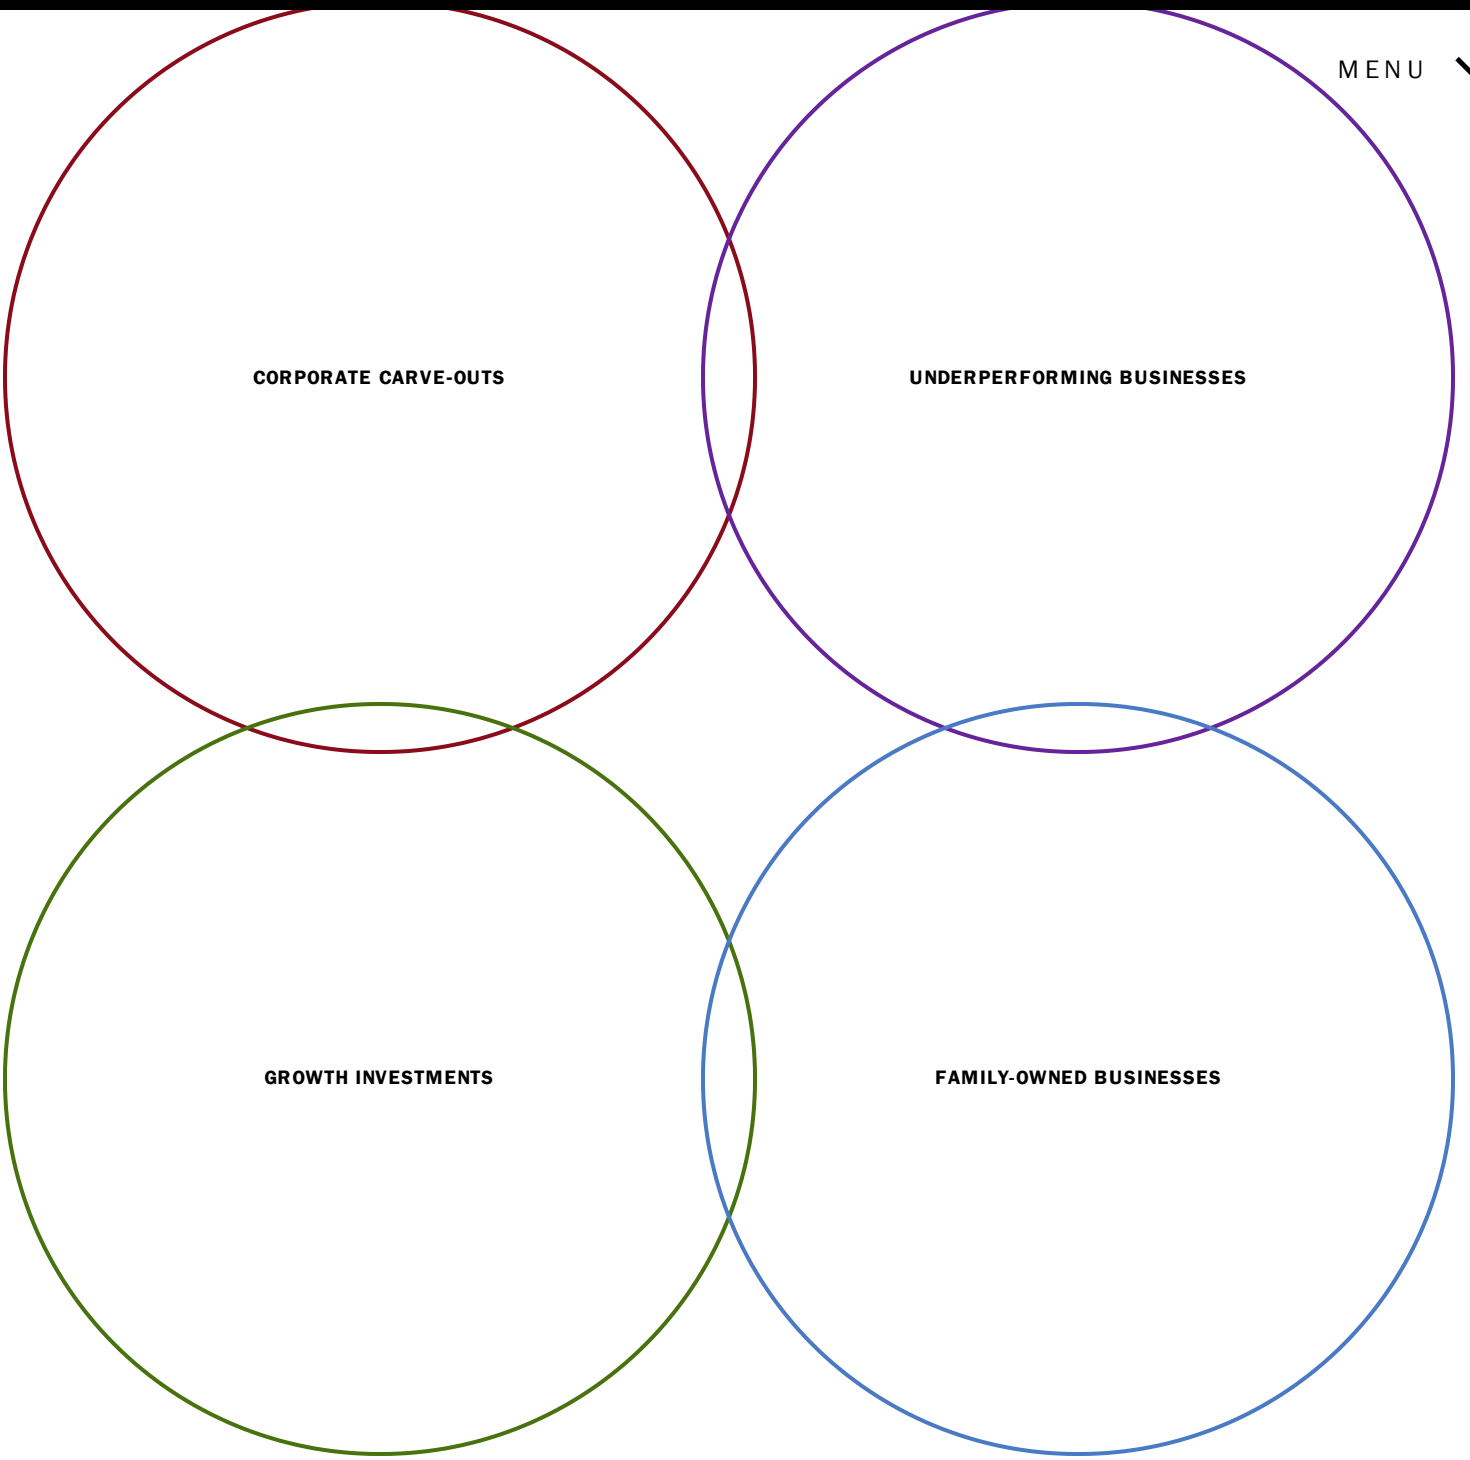 MENU
CORPORATE CARVE-OUTS
UNDERPERFORMING BUSINESSES
GROWTH INVESTMENTS
FAMILY-OWNED BUSINESSES